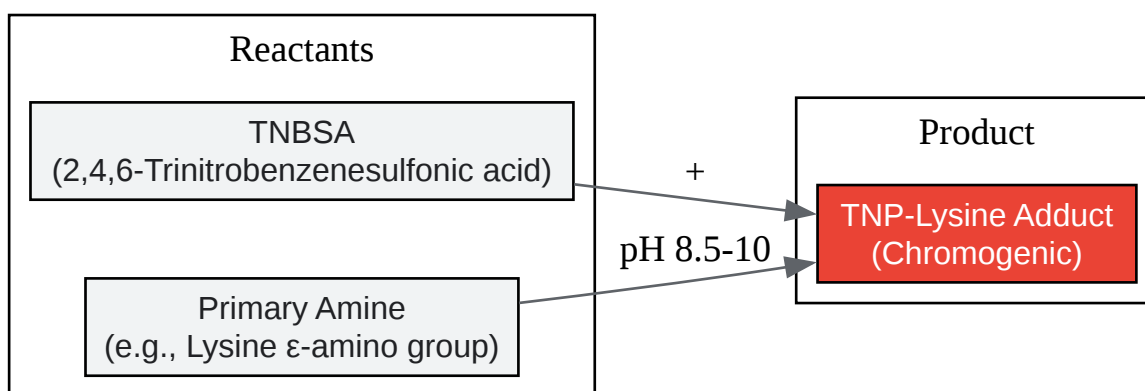 Reactants
TNBSA
(2,4,6-Trinitrobenzenesulfonic acid)
Primary Amine
(e.g., Lysine ε-amino group)
+
pH 8.5-10
Product
TNP-Lysine Adduct
(Chromogenic)